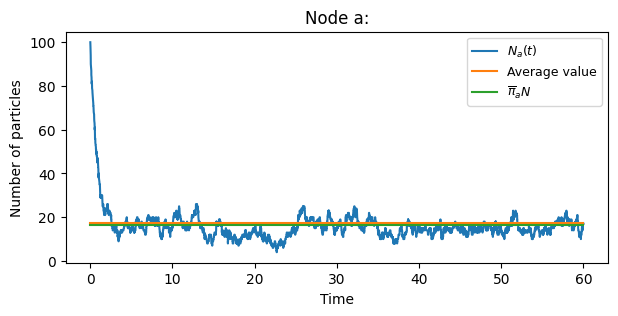 Node a:
Number of particles
100
80
60
40
20
0
N_a(t)
Average value
π̅_aN
0 10 20 30 40 50 60
Time